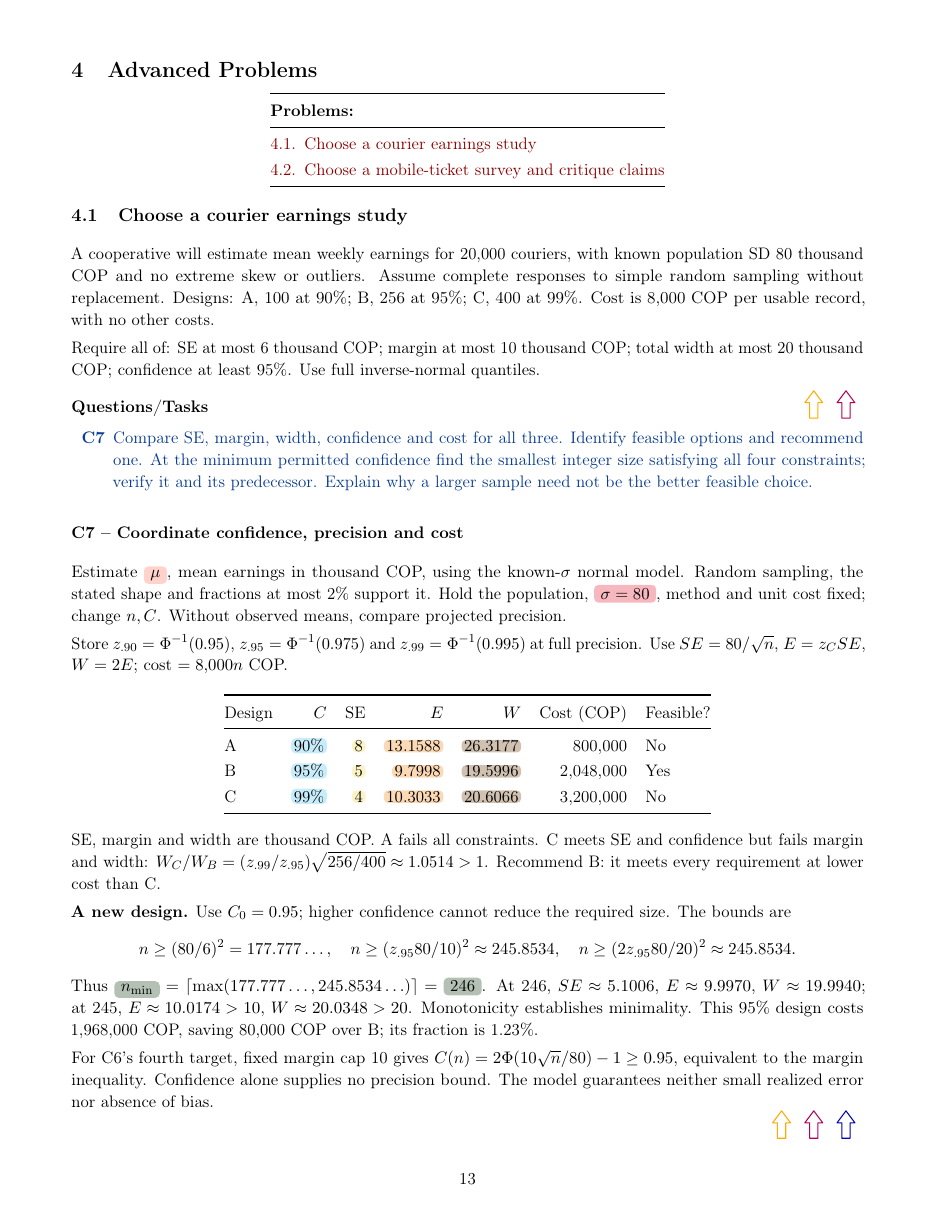 4 Advanced Problems
Problems:
4.1. Choose a courier earnings study
4.2. Choose a mobile-ticket survey and critique claims
4.1 Choose a courier earnings study
A cooperative will estimate mean weekly earnings for 20,000 couriers, with known population SD 80 thousand
COP and no extreme skew or outliers. Assume complete responses to simple random sampling without
replacement. Designs: A, 100 at 90%; B, 256 at 95%; C, 400 at 99%. Cost is 8,000 COP per usable record,
with no other costs.
Require all of: SE at most 6 thousand COP; margin at most 10 thousand COP; total width at most 20 thousand
COP; confidence at least 95%. Use full inverse-normal quantiles.
Questions/Tasks
C7 Compare SE, margin, width, confidence and cost for all three. Identify feasible options and recommend
one. At the minimum permitted confidence find the smallest integer size satisfying all four constraints;
verify it and its predecessor. Explain why a larger sample need not be the better feasible choice.
C7 – Coordinate confidence, precision and cost
Estimate μ, mean earnings in thousand COP, using the known-σ normal model. Random sampling, the
stated shape and fractions at most 2% support it. Hold the population, σ = 80, method and unit cost fixed;
change n, C. Without observed means, compare projected precision.
Store z.90 = Φ⁻¹(0.95), z.95 = Φ⁻¹(0.975) and z.99 = Φ⁻¹(0.995) at full precision. Use SE = 80/√n, E = z_C SE,
W = 2E; cost = 8,000n COP.
Design C SE E W Cost (COP) Feasible?
A 90% 8 13.1588 26.3177 800,000 No
B 95% 5 9.7998 19.5996 2,048,000 Yes
C 99% 4 10.3033 20.6066 3,200,000 No
SE, margin and width are thousand COP. A fails all constraints. C meets SE and confidence but fails margin
and width: W_C/W_B = (z.99/z.95)√256/400 ≈ 1.0514 > 1. Recommend B: it meets every requirement at lower
cost than C.
A new design. Use C₀ = 0.95; higher confidence cannot reduce the required size. The bounds are
n ≥ (80/6)² = 177.777 . . . , n ≥ (z.95 80/10)² ≈ 245.8534, n ≥ (2z.95 80/20)² ≈ 245.8534.
Thus n_min = ⌈max(177.777 . . . , 245.8534 . . .)⌉ = 246. At 246, SE ≈ 5.1006, E ≈ 9.9970, W ≈ 19.9940;
at 245, E ≈ 10.0174 > 10, W ≈ 20.0348 > 20. Monotonicity establishes minimality. This 95% design costs
1,968,000 COP, saving 80,000 COP over B; its fraction is 1.23%.
For C6's fourth target, fixed margin cap 10 gives C(n) = 2Φ(10√n/80) − 1 ≥ 0.95, equivalent to the margin
inequality. Confidence alone supplies no precision bound. The model guarantees neither small realized error
nor absence of bias.
13